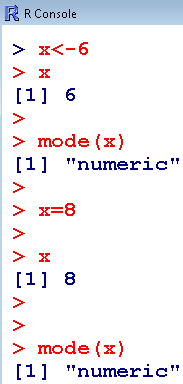 R Console
> x<-6
> x
[1] 6
>
> mode(x)
[1] "numeric"
>
> x=8
>
> x
[1] 8
>
>
> mode(x)
[1] "numeric"